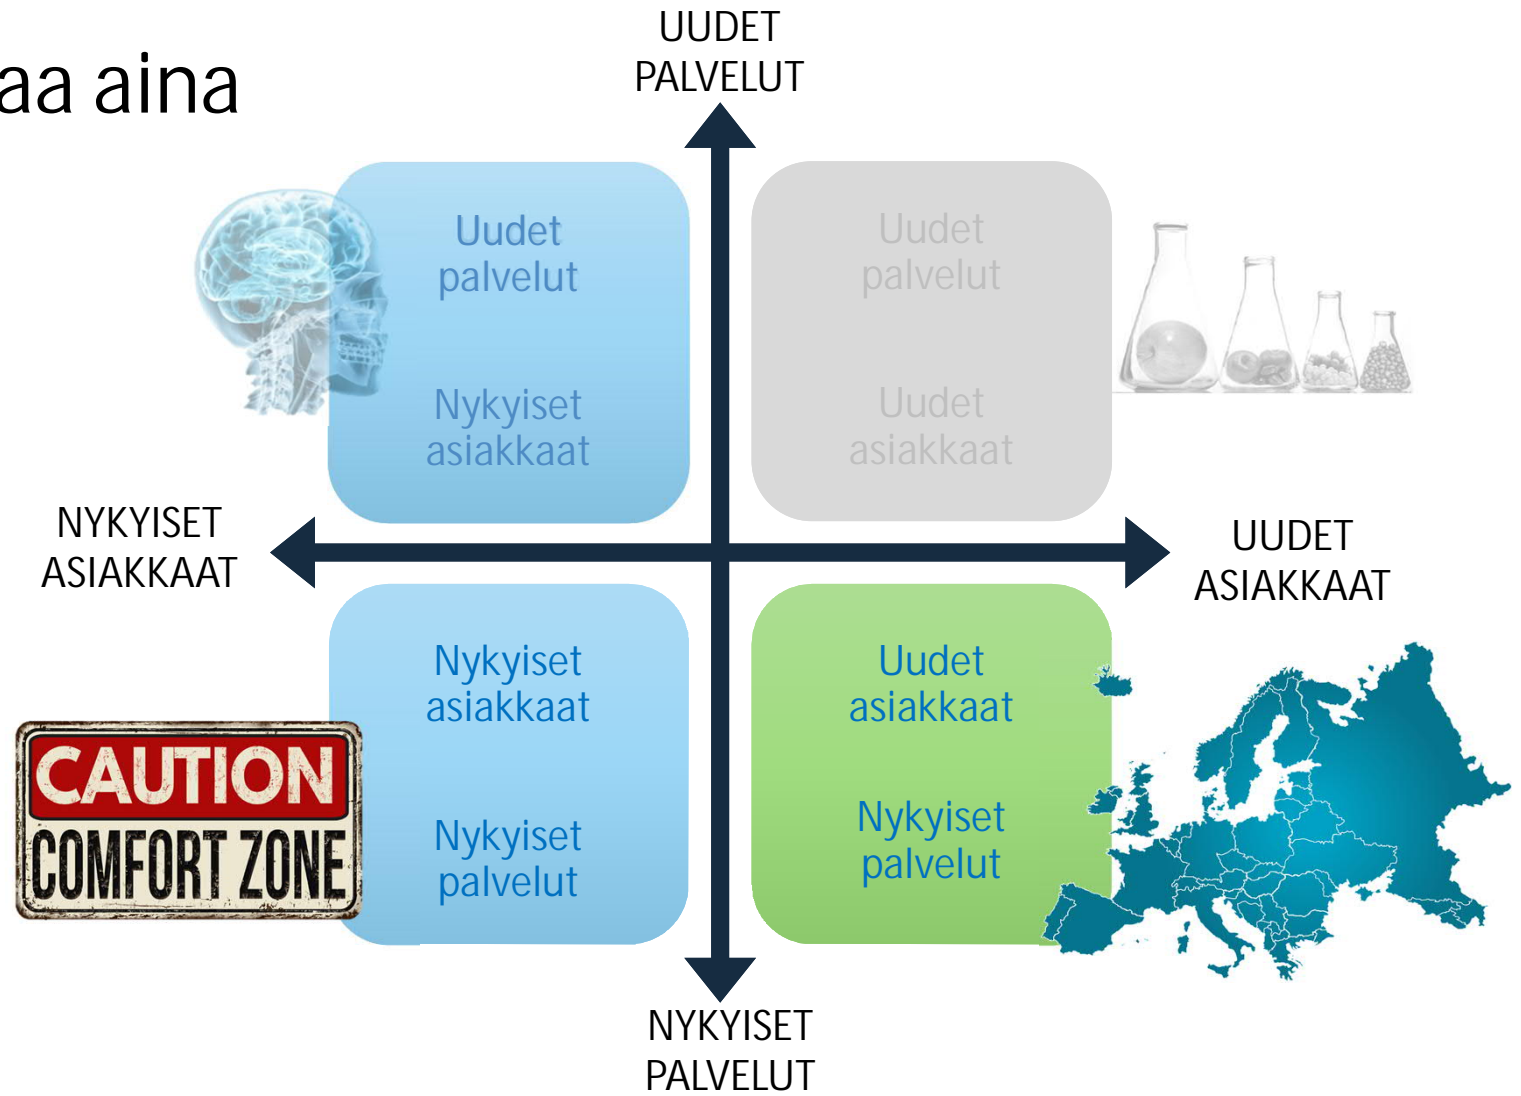 aa aina
UUDET
PALVELUT
Uudet
palvelut
Nykyiset
asiakkaat
Uudet
palvelut
Uudet
asiakkaat
NYKYISET
ASIAKKAAT
UUDET
ASIAKKAAT
Nykyiset
asiakkaat
Nykyiset
palvelut
CAUTION
COMFORT ZONE
Uudet
asiakkaat
Nykyiset
palvelut
NYKYISET
PALVELUT